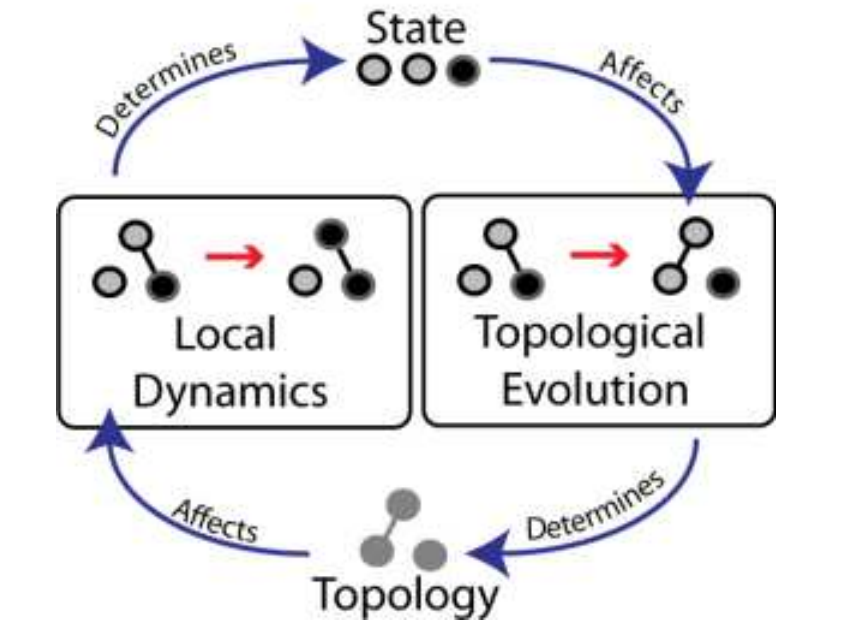 State
Determines
Affects
Local
Dynamics
Topological
Evolution
Affects
Determines
Topology